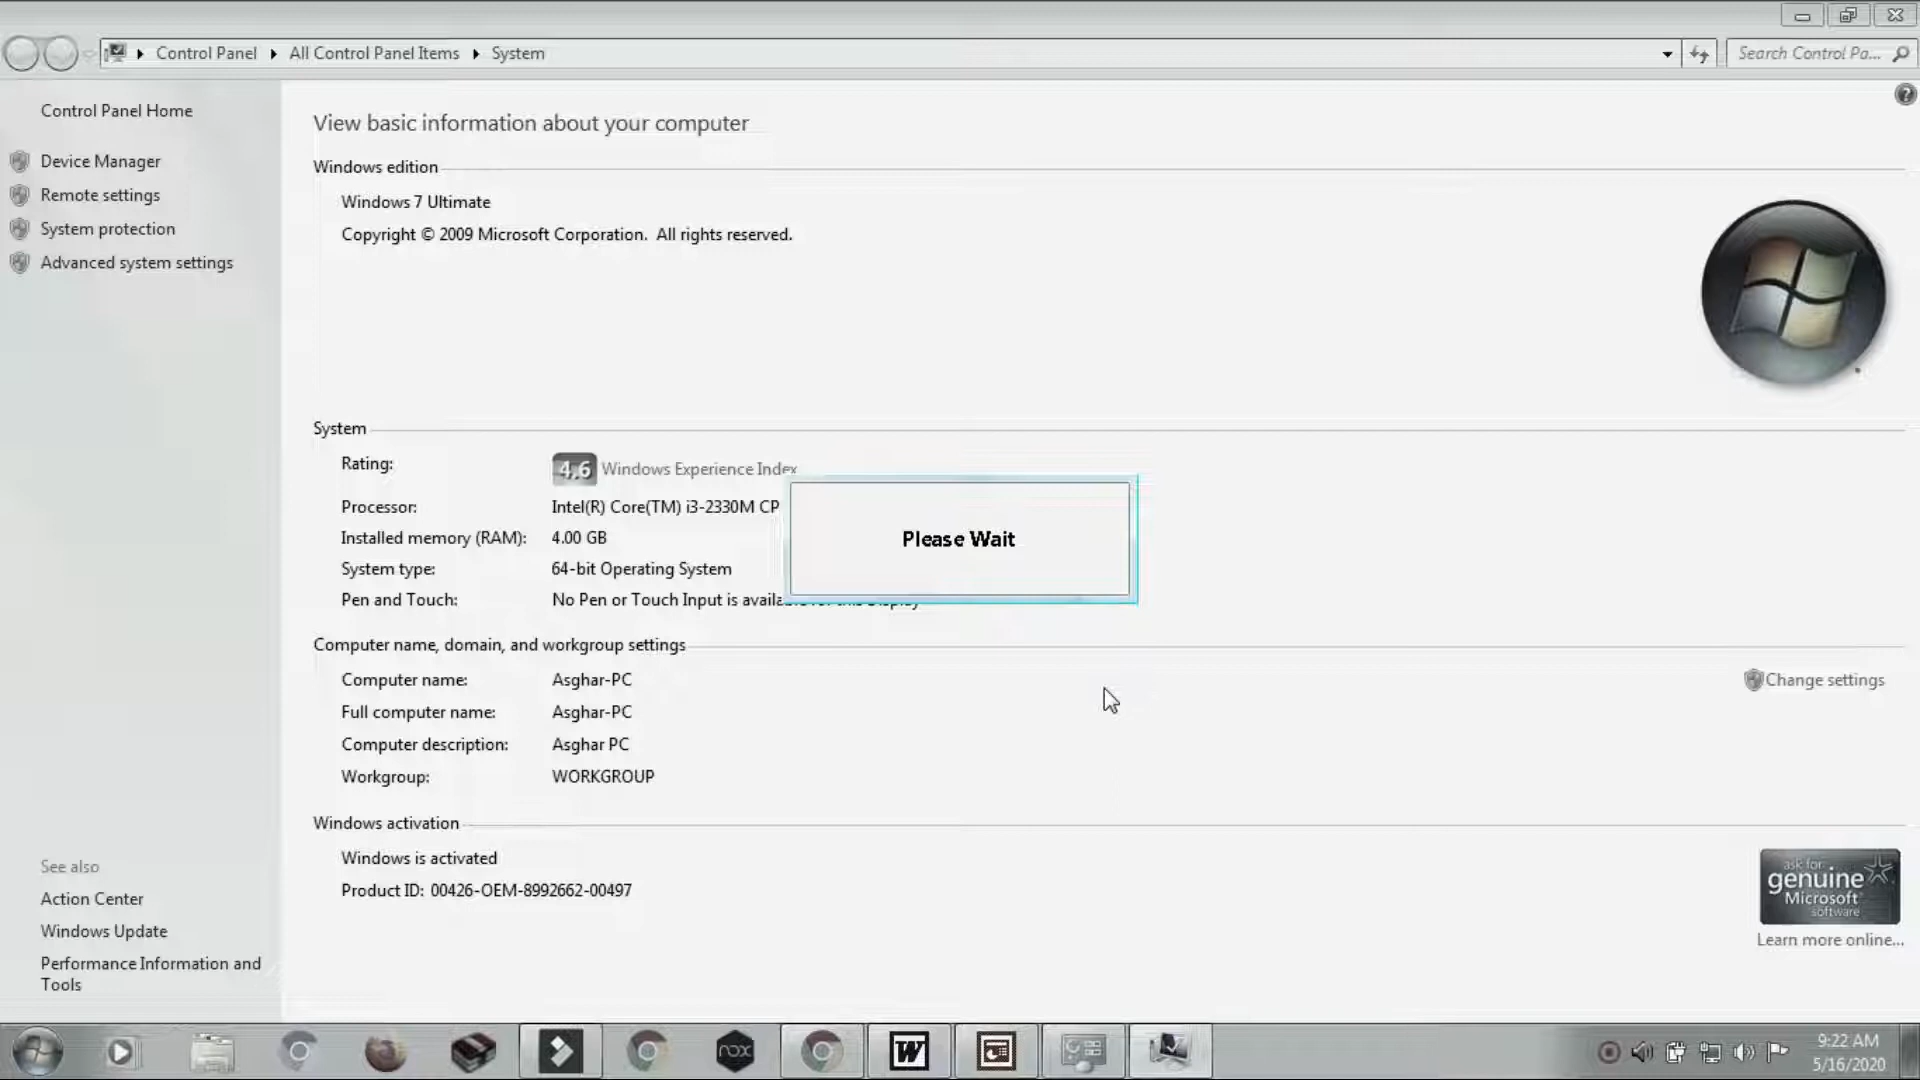 Control Panel
All Control Panel Items
System
Search Control Pa...
Control Panel Home
Device Manager
Remote settings
System protection
Advanced system settings
View basic information about your computer
Windows edition
Windows 7 Ultimate
Copyright © 2009 Microsoft Corporation. All rights reserved.
System
Rating:
4.6 Windows Experience Index
Processor:
Intel(R) Core(TM) i3-2330M CP
Installed memory (RAM):
4.00 GB
System type:
64-bit Operating System
Pen and Touch:
No Pen or Touch Input is availa
Please Wait
Computer name, domain, and workgroup settings
Computer name:
Asghar-PC
Change settings
Full computer name:
Asghar-PC
Computer description:
Asghar PC
Workgroup:
WORKGROUP
Windows activation
Windows is activated
Product ID: 00426-OEM-8992662-00497
ask for
genuine
Microsoft
software
Learn more online...
See also
Action Center
Windows Update
Performance Information and
Tools
nox
W
9:22 AM
5/16/2020